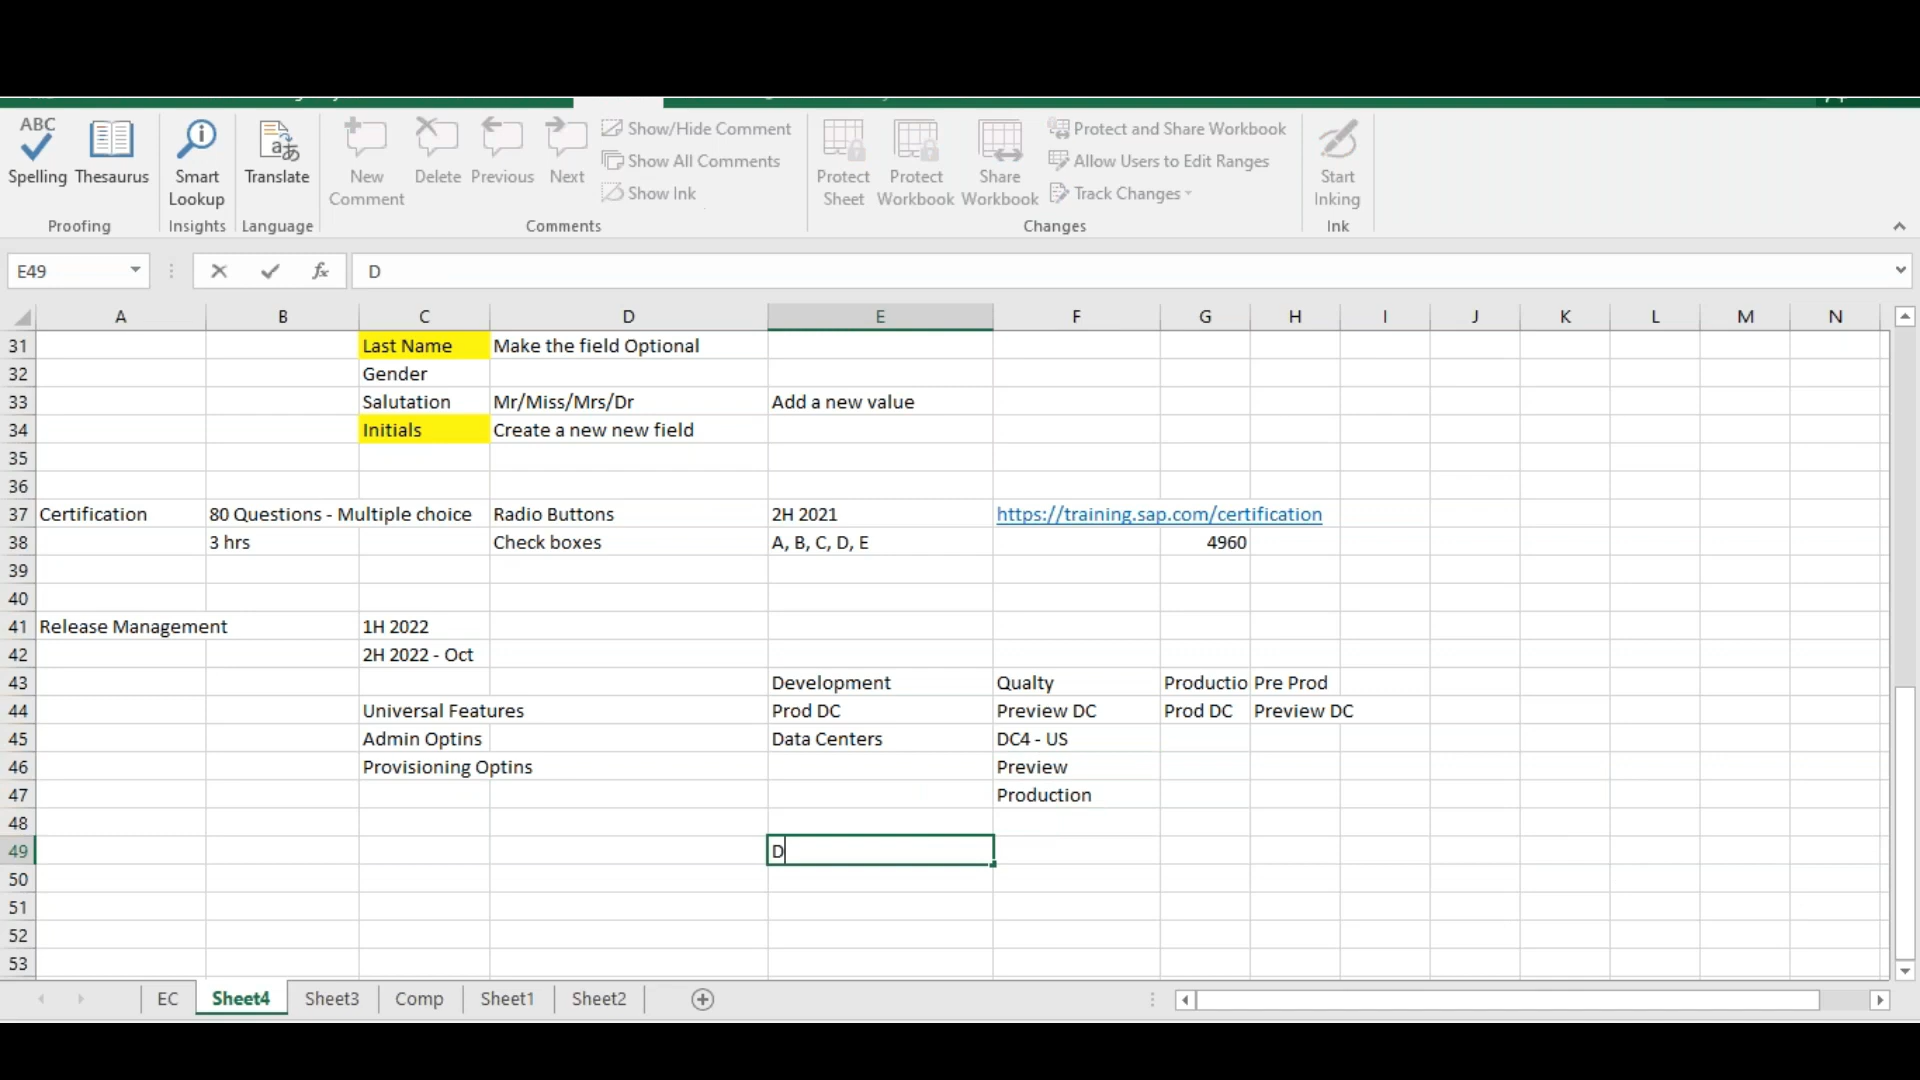 ABC
Spelling Thesaurus Smart Lookup Translate New Comment Delete Previous Next Show/Hide Comment Show All Comments Show Ink Protect Sheet Protect Workbook Share Workbook Protect and Share Workbook Allow Users to Edit Ranges Track Changes Start Inking
Proofing Insights Language Comments Changes Ink
E49 fx D
A B C D E F G H I J K L M N
31 Last Name Make the field Optional
32 Gender
33 Salutation Mr/Miss/Mrs/Dr Add a new value
34 Initials Create a new new field
35
36
37 Certification 80 Questions - Multiple choice Radio Buttons 2H 2021 https://training.sap.com/certification
38 3 hrs Check boxes A, B, C, D, E 4960
39
40
41 Release Management 1H 2022
42 2H 2022 - Oct
43 Development Qualty Productio Pre Prod
44 Universal Features Prod DC Preview DC Prod DC Preview DC
45 Admin Optins Data Centers DC4 - US
46 Provisioning Optins Preview
47 Production
48
49 D
50
51
52
53
EC Sheet4 Sheet3 Comp Sheet1 Sheet2